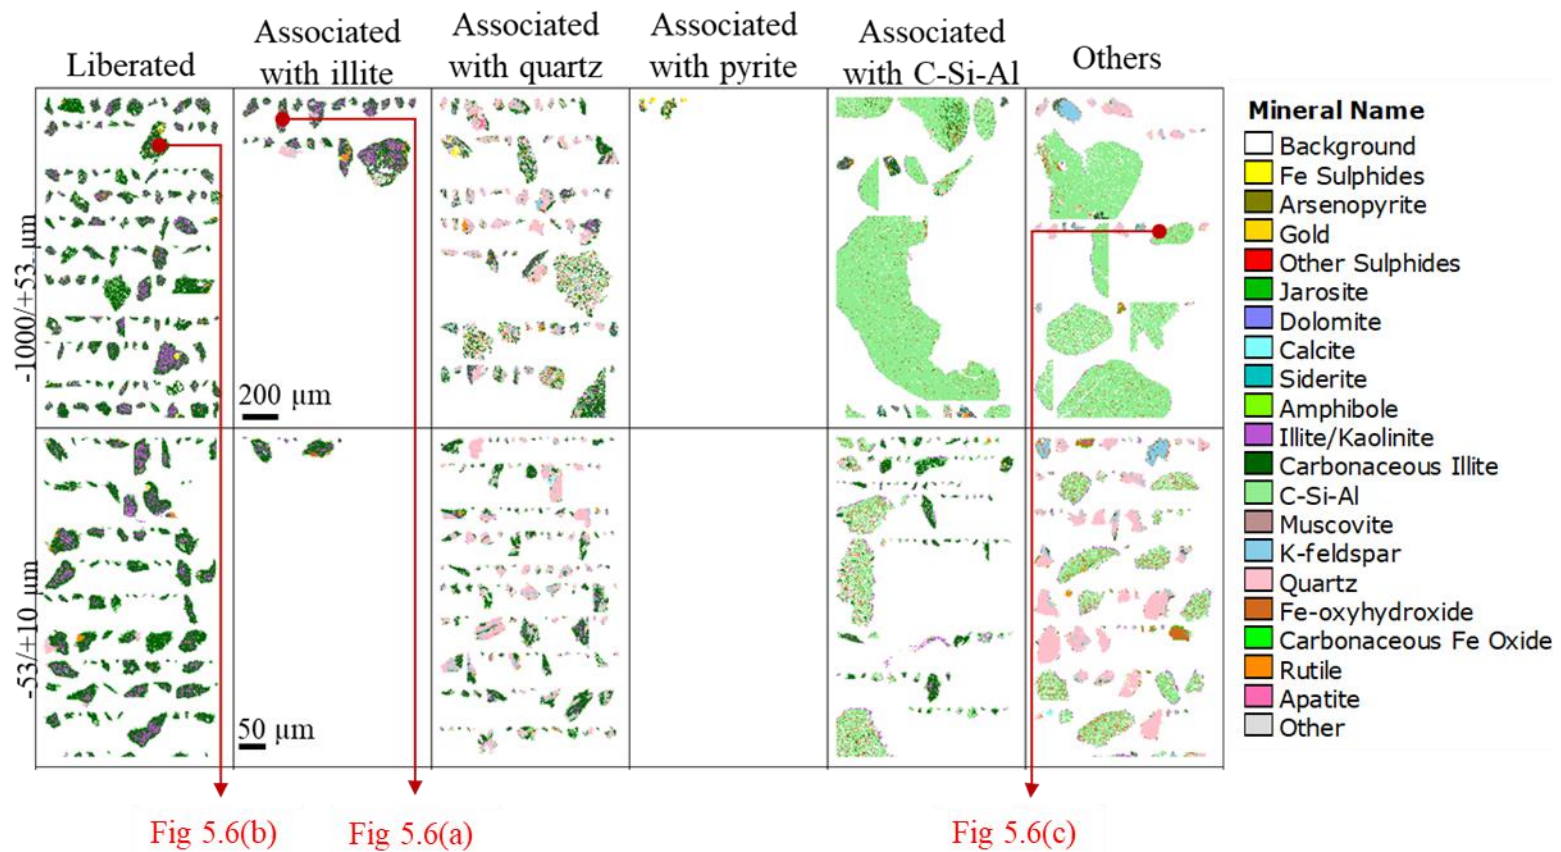 Liberated
Associated
with illite
Associated
with quartz
Associated
with pyrite
Associated
with C-Si-Al
Others
-1000/+53 µm
200 µm
-53/+10 µm
50 µm
Fig 5.6(b)
Fig 5.6(a)
Fig 5.6(c)
Mineral Name
Background
Fe Sulphides
Arsenopyrite
Gold
Other Sulphides
Jarosite
Dolomite
Calcite
Siderite
Amphibole
Illite/Kaolinite
Carbonaceous Illite
C-Si-Al
Muscovite
K-feldspar
Quartz
Fe-oxyhydroxide
Carbonaceous Fe Oxide
Rutile
Apatite
Other